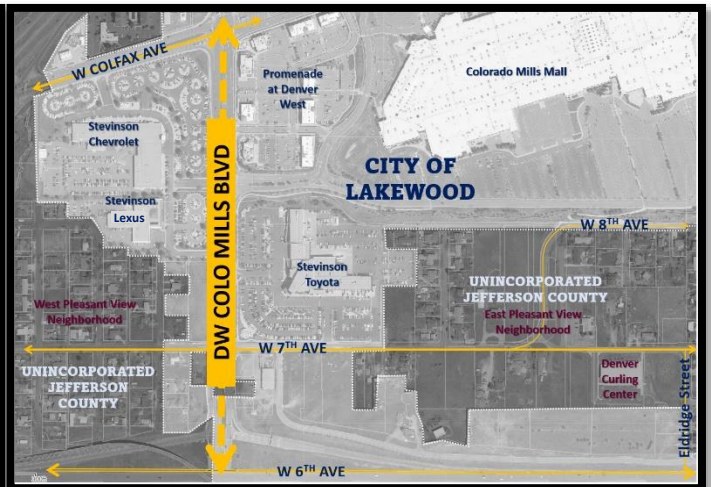 W COLFAX AVE
Promenade
at Denver
West
Colorado Mills Mall
Stevinson
Chevrolet
DW COLO MILLS BLVD
CITY OF
LAKEWOOD
Stevinson
Lexus
W 8TH AVE
Stevinson
Toyota
UNINCORPORATED
JEFFERSON COUNTY
West Pleasant View
Neighborhood
East Pleasant View
Neighborhood
W 7TH AVE
UNINCORPORATED
JEFFERSON
COUNTY
Denver
Curling
Center
Eldridge Street
W 6TH AVE